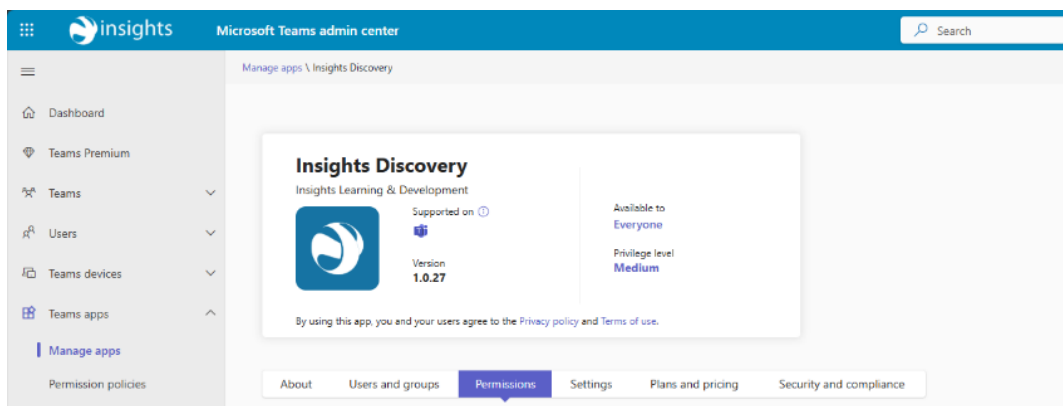 insights
Microsoft Teams admin center
Search
Manage apps \ Insights Discovery
Dashboard
Teams Premium
Teams
Users
Teams devices
Teams apps
Manage apps
Permission policies
Insights Discovery
Insights Learning & Development
Supported on
Version
1.0.27
Available to
Everyone
Privilege level
Medium
By using this app, you and your users agree to the Privacy policy and Terms of use.
About Users and groups Permissions Settings Plans and pricing Security and compliance